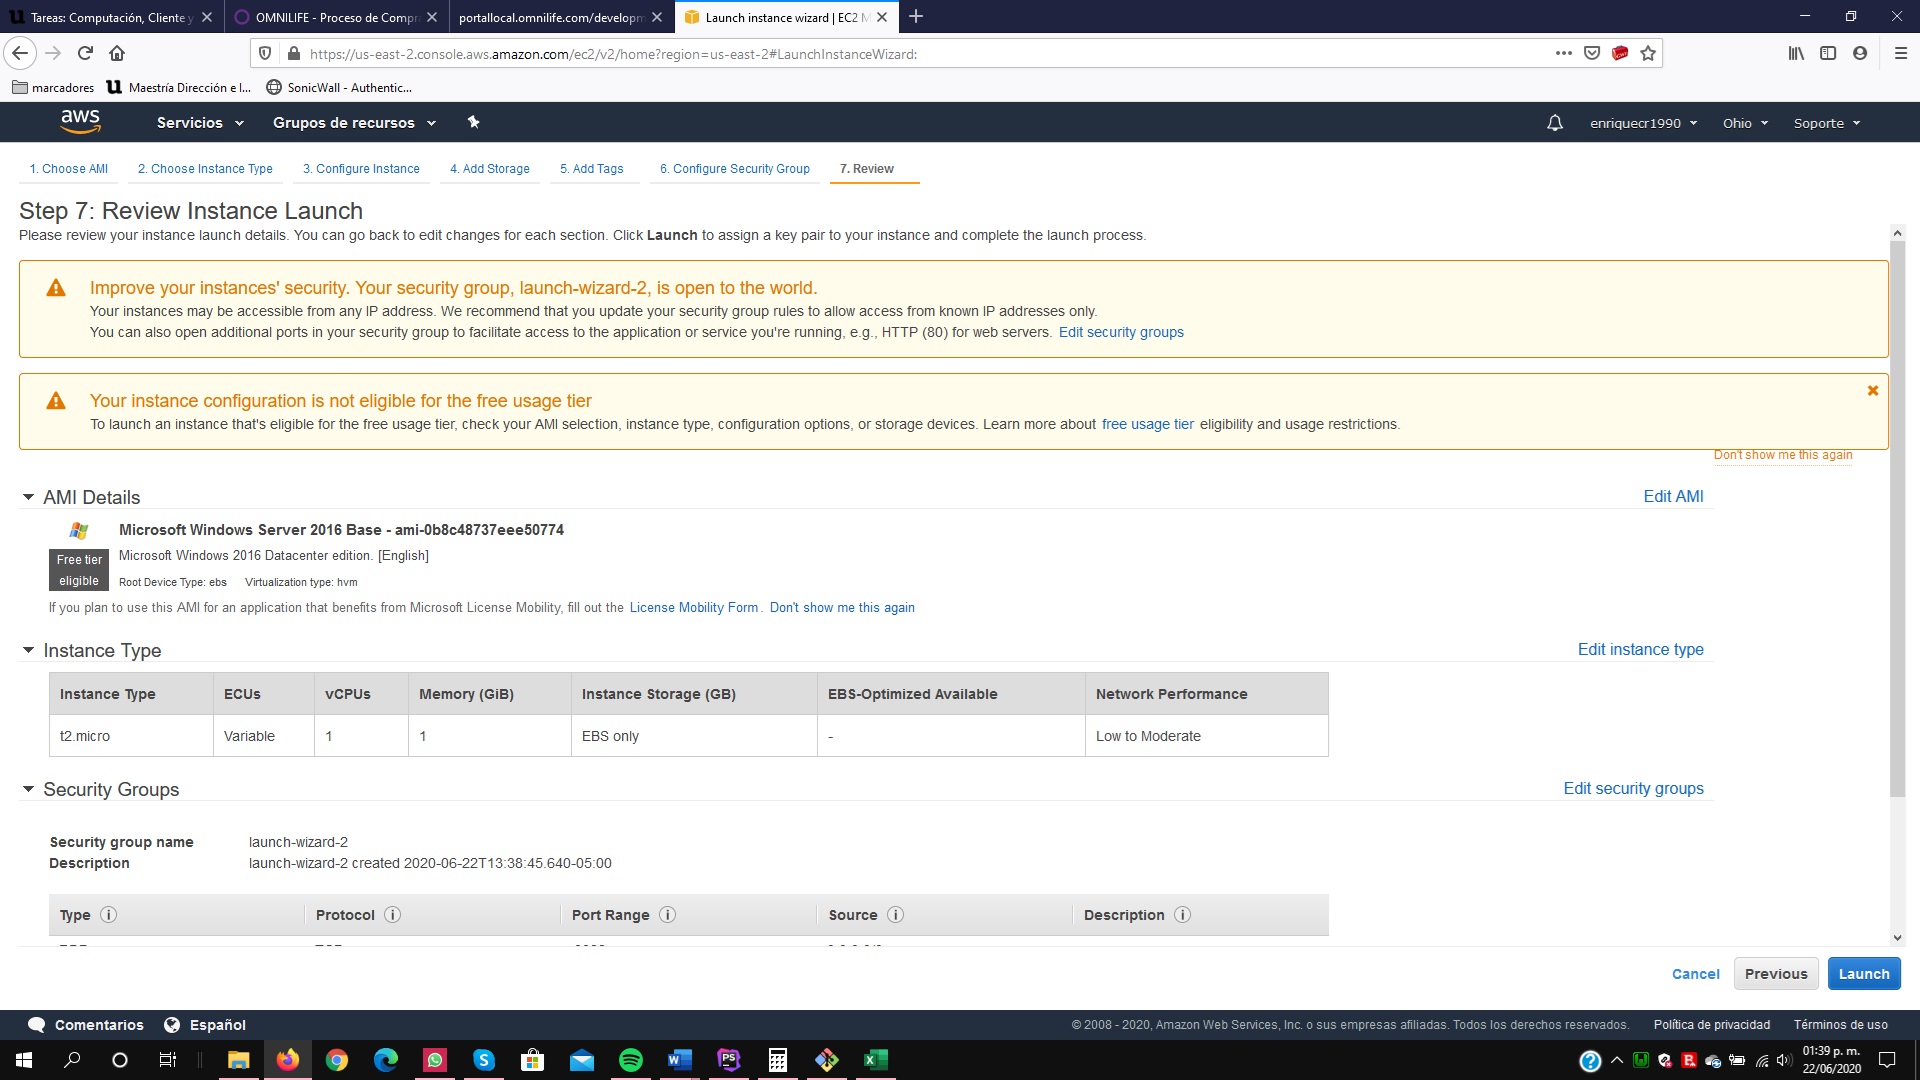 Tareas: Computación, Cliente y
OMNILIFE - Proceso de Compr
portallocal.omnilife.com/developm
Launch instance wizard | EC2 M
https://us-east-2.console.aws.amazon.com/ec2/v2/home?region=us-east-2#LaunchInstanceWizard:
marcadores
Maestría Dirección e I...
SonicWall - Authentic...
aws
Servicios
Grupos de recursos
enriquecr1990
Ohio
Soporte
1. Choose AMI
2. Choose Instance Type
3. Configure Instance
4. Add Storage
5. Add Tags
6. Configure Security Group
7. Review
Step 7: Review Instance Launch
Please review your instance launch details. You can go back to edit changes for each section. Click Launch to assign a key pair to your instance and complete the launch process.
Improve your instances' security. Your security group, launch-wizard-2, is open to the world.
Your instances may be accessible from any IP address. We recommend that you update your security group rules to allow access from known IP addresses only.
You can also open additional ports in your security group to facilitate access to the application or service you're running, e.g., HTTP (80) for web servers. Edit security groups
Your instance configuration is not eligible for the free usage tier
To launch an instance that's eligible for the free usage tier, check your AMI selection, instance type, configuration options, or storage devices. Learn more about free usage tier eligibility and usage restrictions.
Don't show me this again
AMI Details
Edit AMI
Microsoft Windows Server 2016 Base - ami-0b8c48737eee50774
Free tier
eligible
Microsoft Windows 2016 Datacenter edition. [English]
Root Device Type: ebs Virtualization type: hvm
If you plan to use this AMI for an application that benefits from Microsoft License Mobility, fill out the License Mobility Form. Don't show me this again
Instance Type
Edit instance type
Instance Type ECUs vCPUs Memory (GiB) Instance Storage (GB) EBS-Optimized Available Network Performance
t2.micro Variable 1 1 EBS only - Low to Moderate
Security Groups
Edit security groups
Security group name launch-wizard-2
Description launch-wizard-2 created 2020-06-22T13:38:45.640-05:00
Type Protocol Port Range Source Description
Cancel
Previous
Launch
Comentarios
Español
© 2008 - 2020, Amazon Web Services, Inc. o sus empresas afiliadas. Todos los derechos reservados.
Política de privacidad
Términos de uso
01:39 p. m.
22/06/2020